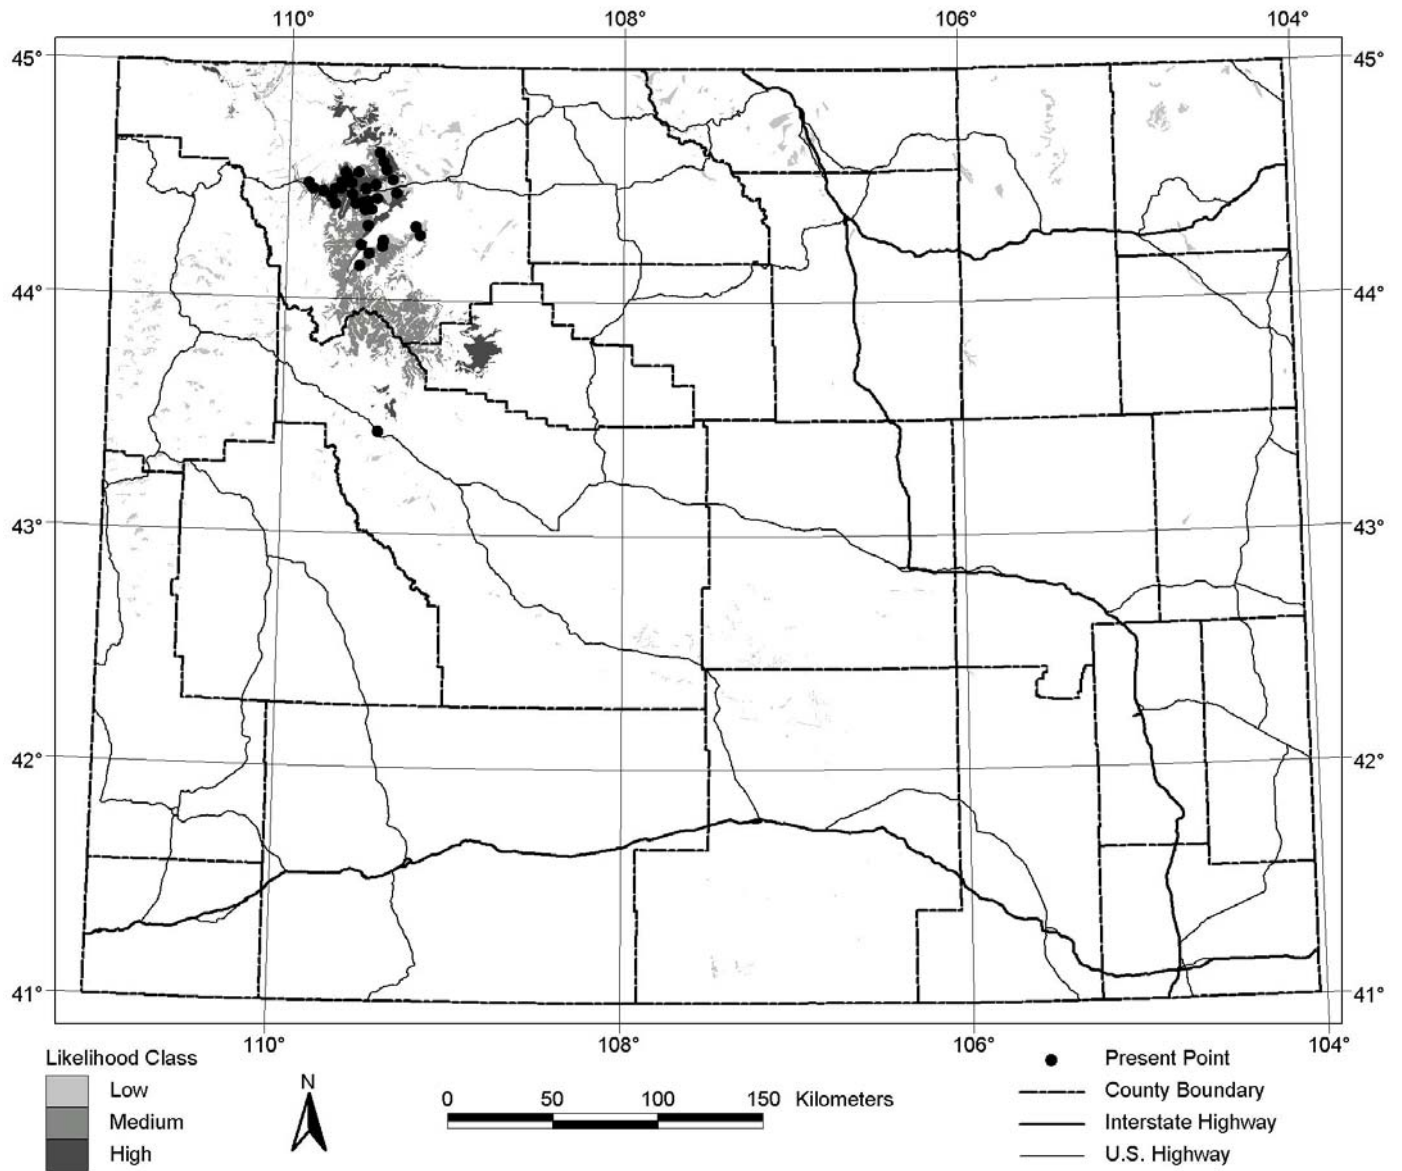 110° 108° 106° 104°
45° 45°
44° 44°
43° 43°
42° 42°
41° 41°
110° 108° 106° 104°
Likelihood Class
Low
Medium
High
N
0 50 100 150 Kilometers
Present Point
County Boundary
Interstate Highway
U.S. Highway